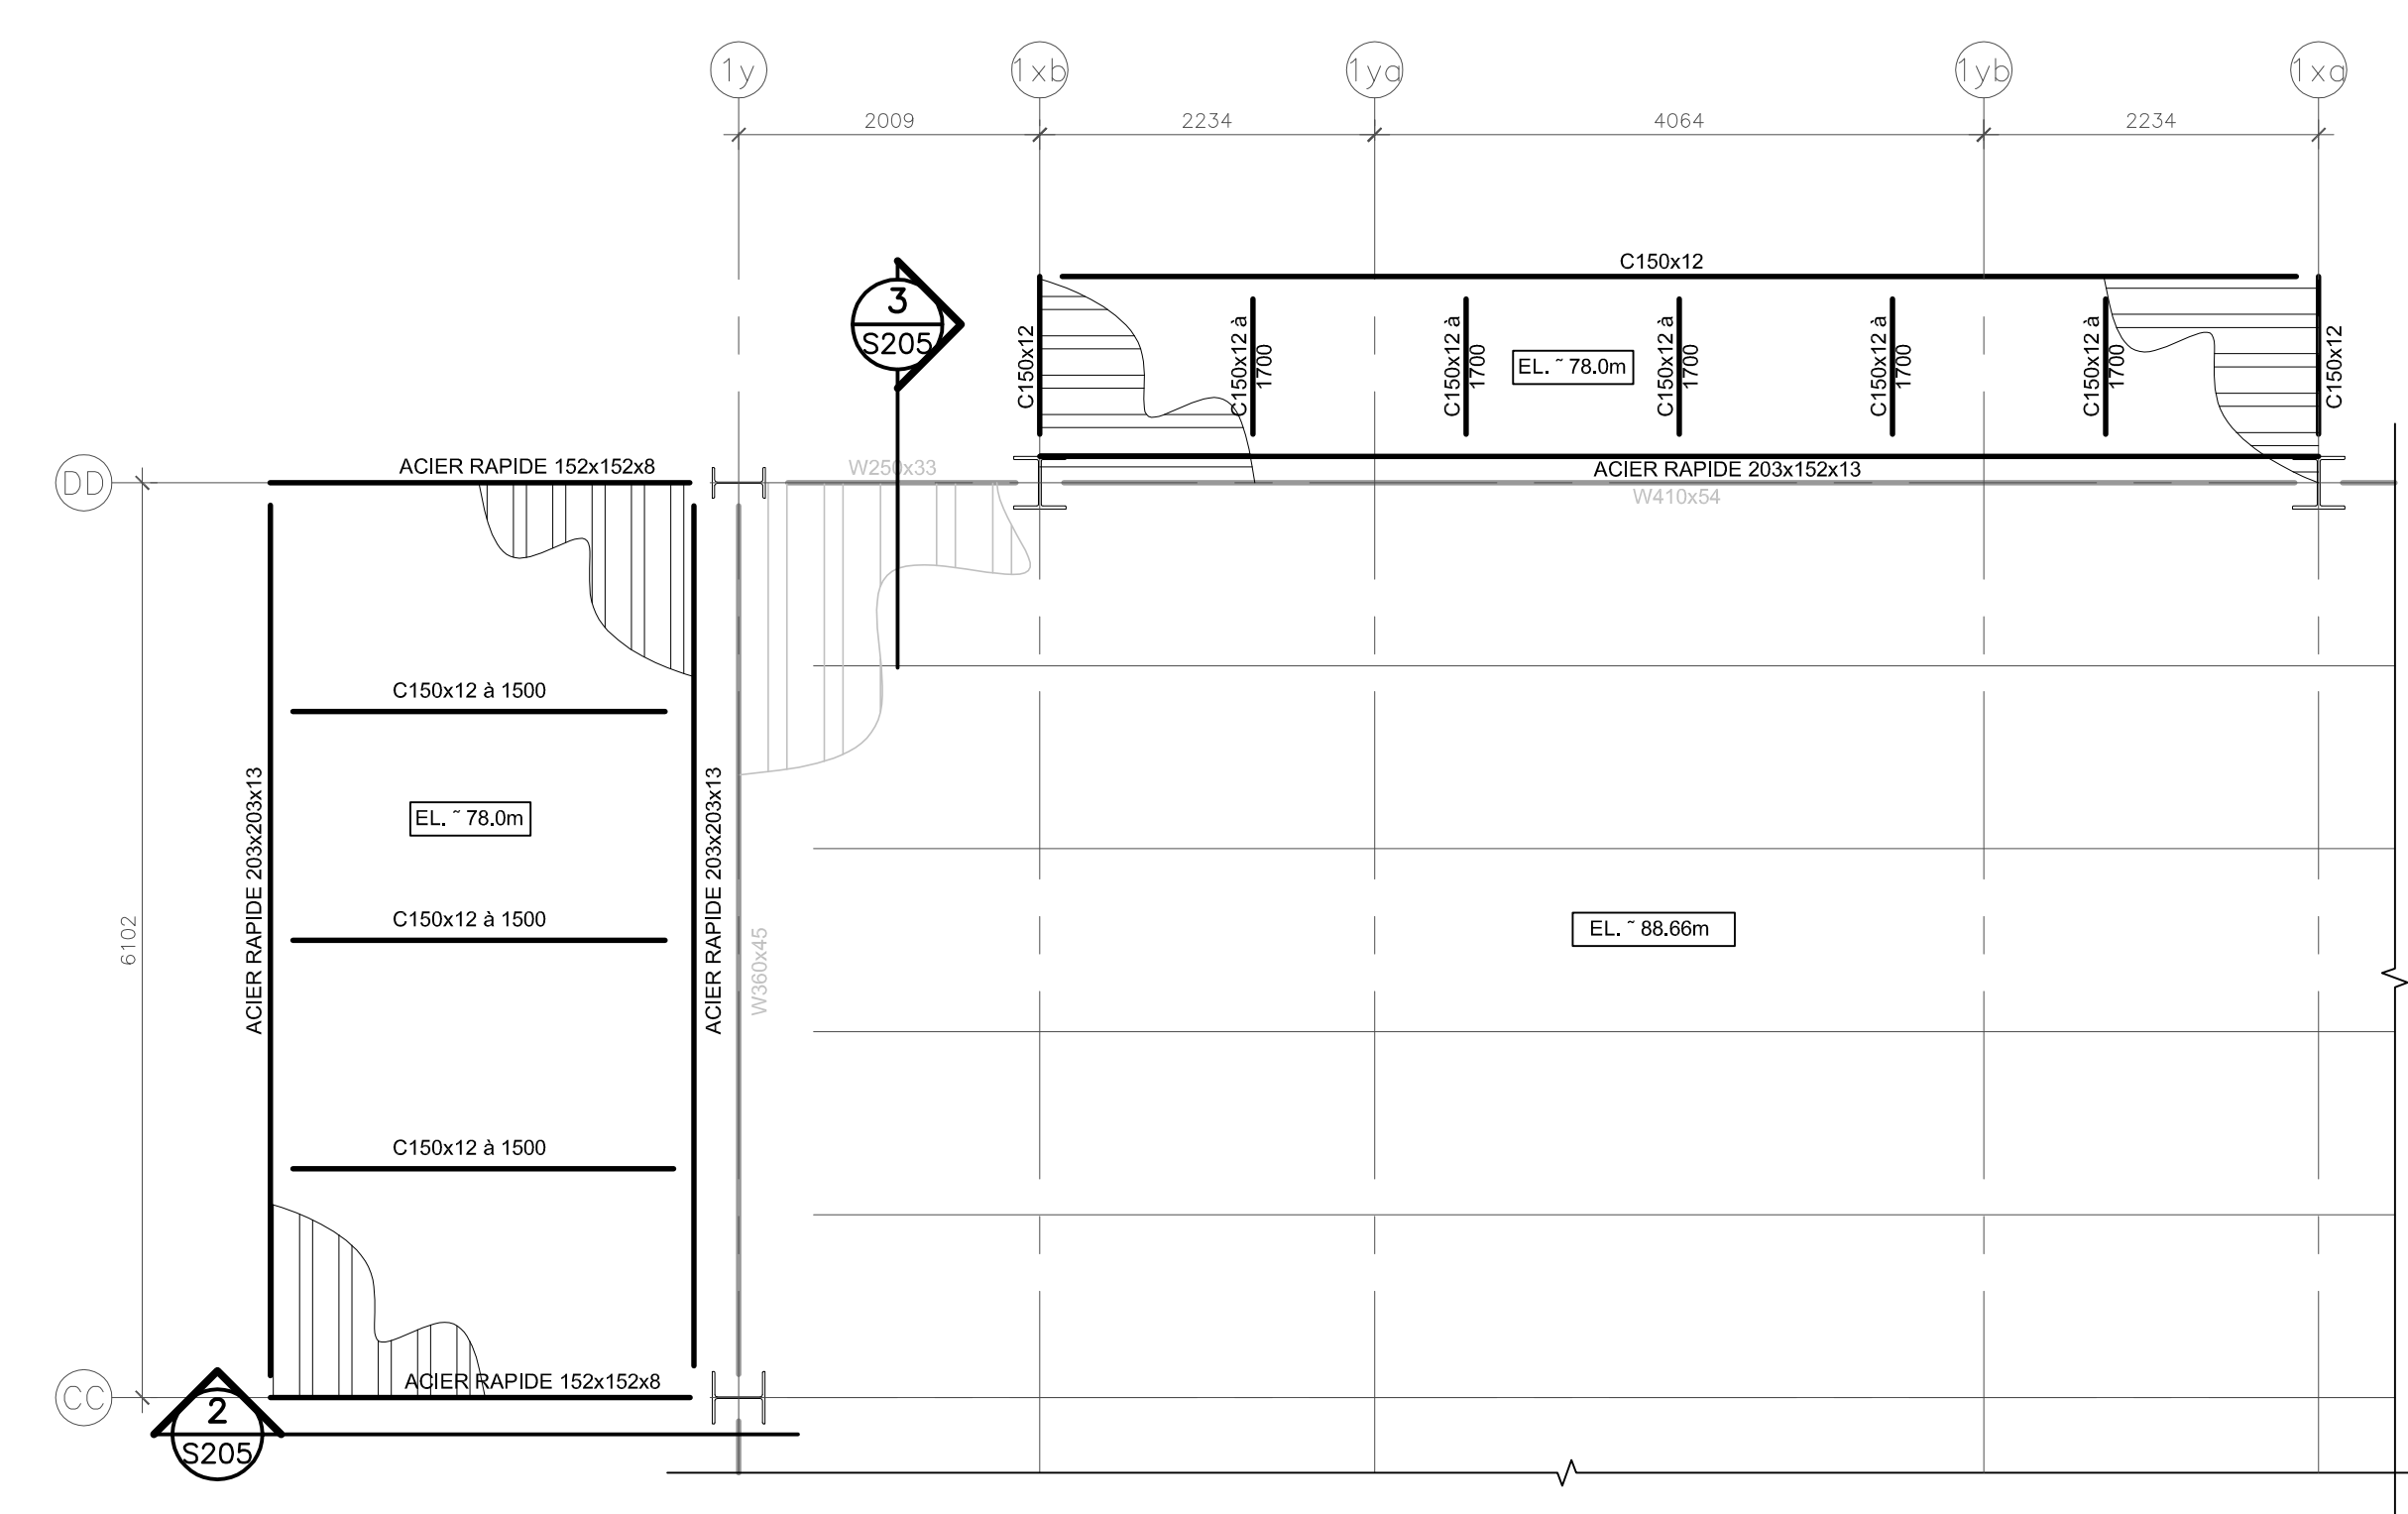 1y
1xb
1ya
1yb
1xa
2009
2234
4064
2234
C150x12
3
S205
C150x12
C150x12 à
1700
C150x12 à
1700
EL. ~ 78.0m
C150x12 à
1700
C150x12 à
1700
C150x12 à
1700
C150x12
DD
ACIER RAPIDE 152x152x8
W250x33
ACIER RAPIDE 203x152x13
W410x54
C150x12 à 1500
EL. ~ 78.0m
ACIER RAPIDE 203x203x13
ACIER RAPIDE 203x203x13
C150x12 à 1500
6102
W360x45
EL. ~ 88.66m
C150x12 à 1500
CC
ACIER RAPIDE 152x152x8
2
S205